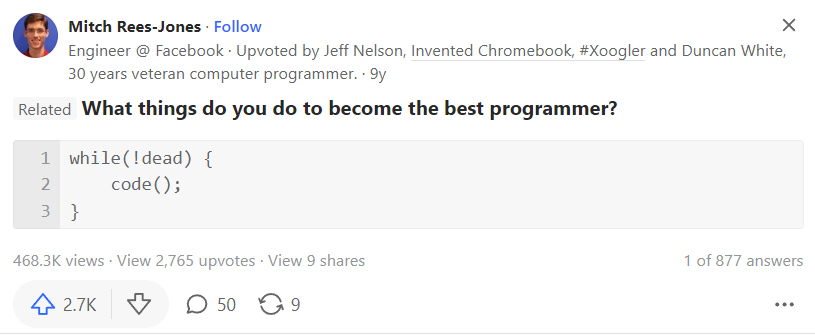 Mitch Rees-Jones · Follow
Engineer @ Facebook · Upvoted by Jeff Nelson, Invented Chromebook, #Xoogler and Duncan White,
30 years veteran computer programmer. · 9y
Related What things do you do to become the best programmer?
1 while(!dead) {
2     code();
3 }
468.3K views · View 2,765 upvotes · View 9 shares 1 of 877 answers
2.7K 50 9